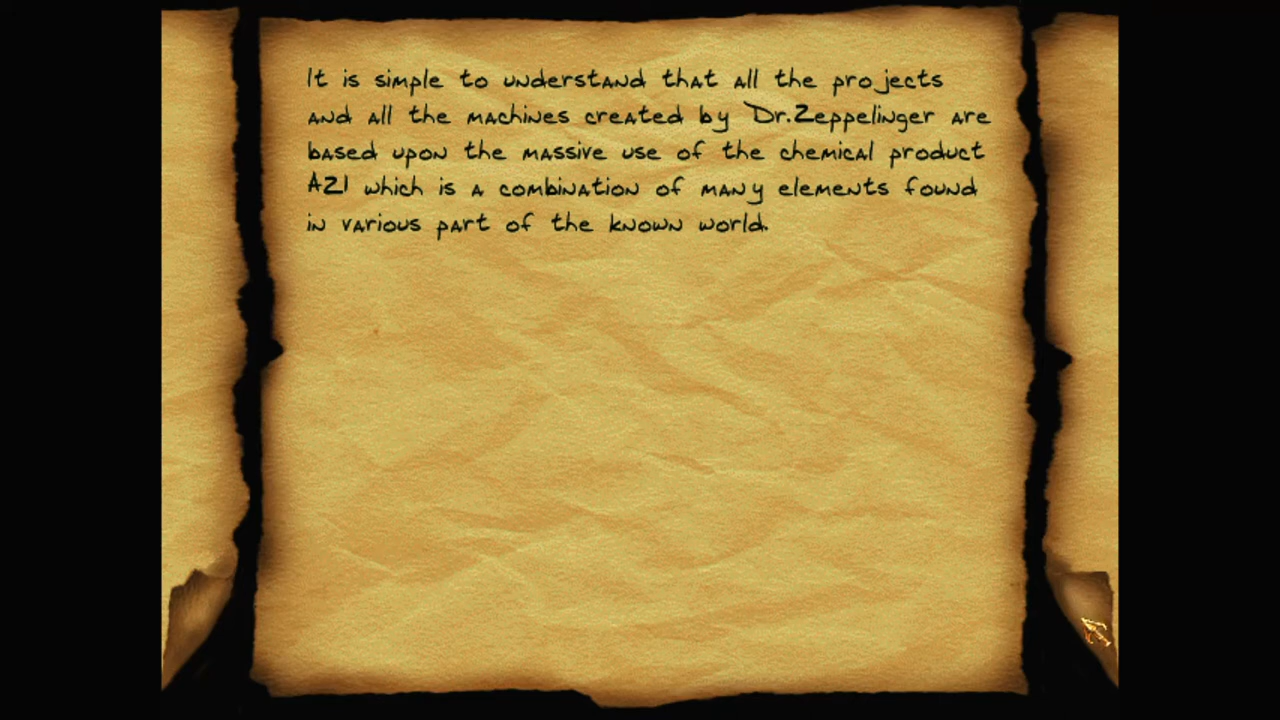 It is simple to understand that all the projects
and all the machines created by Dr.Zeppelinger are
based upon the massive use of the chemical product
AZ1 which is a combination of many elements found
in various part of the known world.